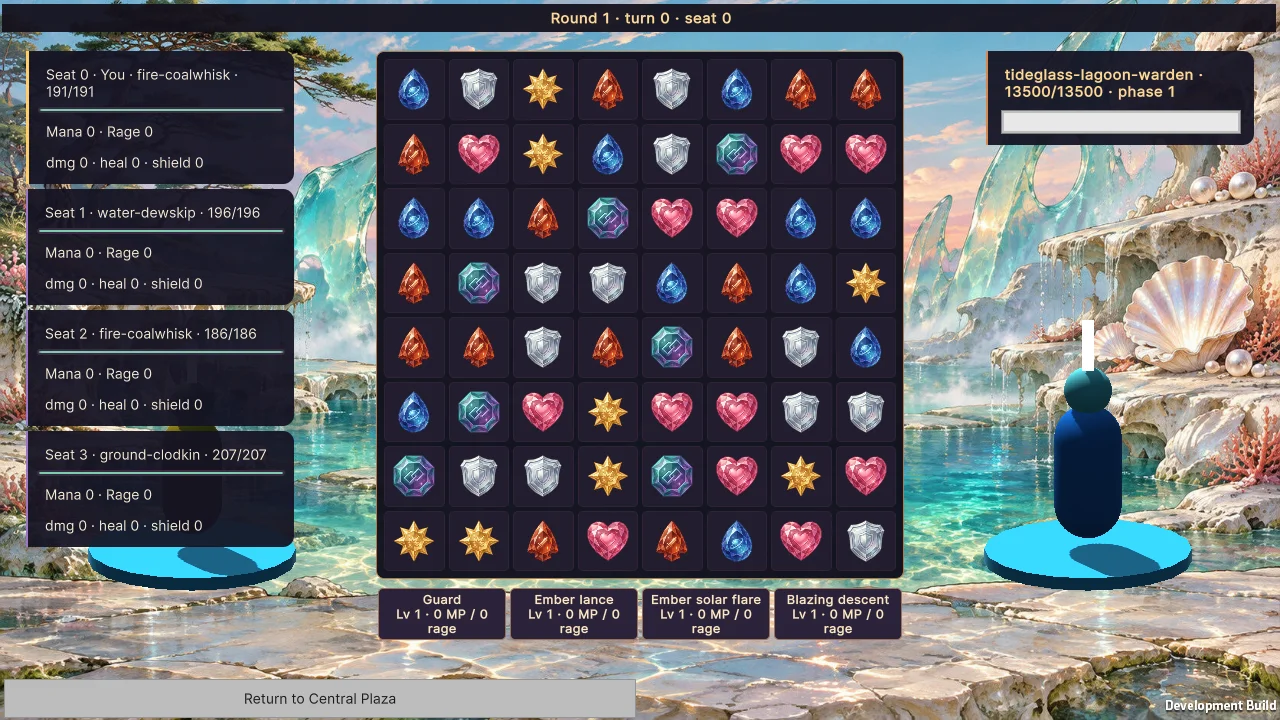 Round 1 · turn 0 · seat 0
Seat 0 · You · fire-coalwhisk ·
191/191
Mana 0 · Rage 0
dmg 0 · heal 0 · shield 0
Seat 1 · water-dewskip · 196/196
Mana 0 · Rage 0
dmg 0 · heal 0 · shield 0
Seat 2 · fire-coalwhisk · 186/186
Mana 0 · Rage 0
dmg 0 · heal 0 · shield 0
Seat 3 · ground-clodkin · 207/207
Mana 0 · Rage 0
dmg 0 · heal 0 · shield 0
tideglass-lagoon-warden ·
13500/13500 · phase 1
Guard
Lv 1 · 0 MP / 0
rage
Ember lance
Lv 1 · 0 MP / 0
rage
Ember solar flare
Lv 1 · 0 MP / 0
rage
Blazing descent
Lv 1 · 0 MP / 0
rage
Return to Central Plaza
Development Build